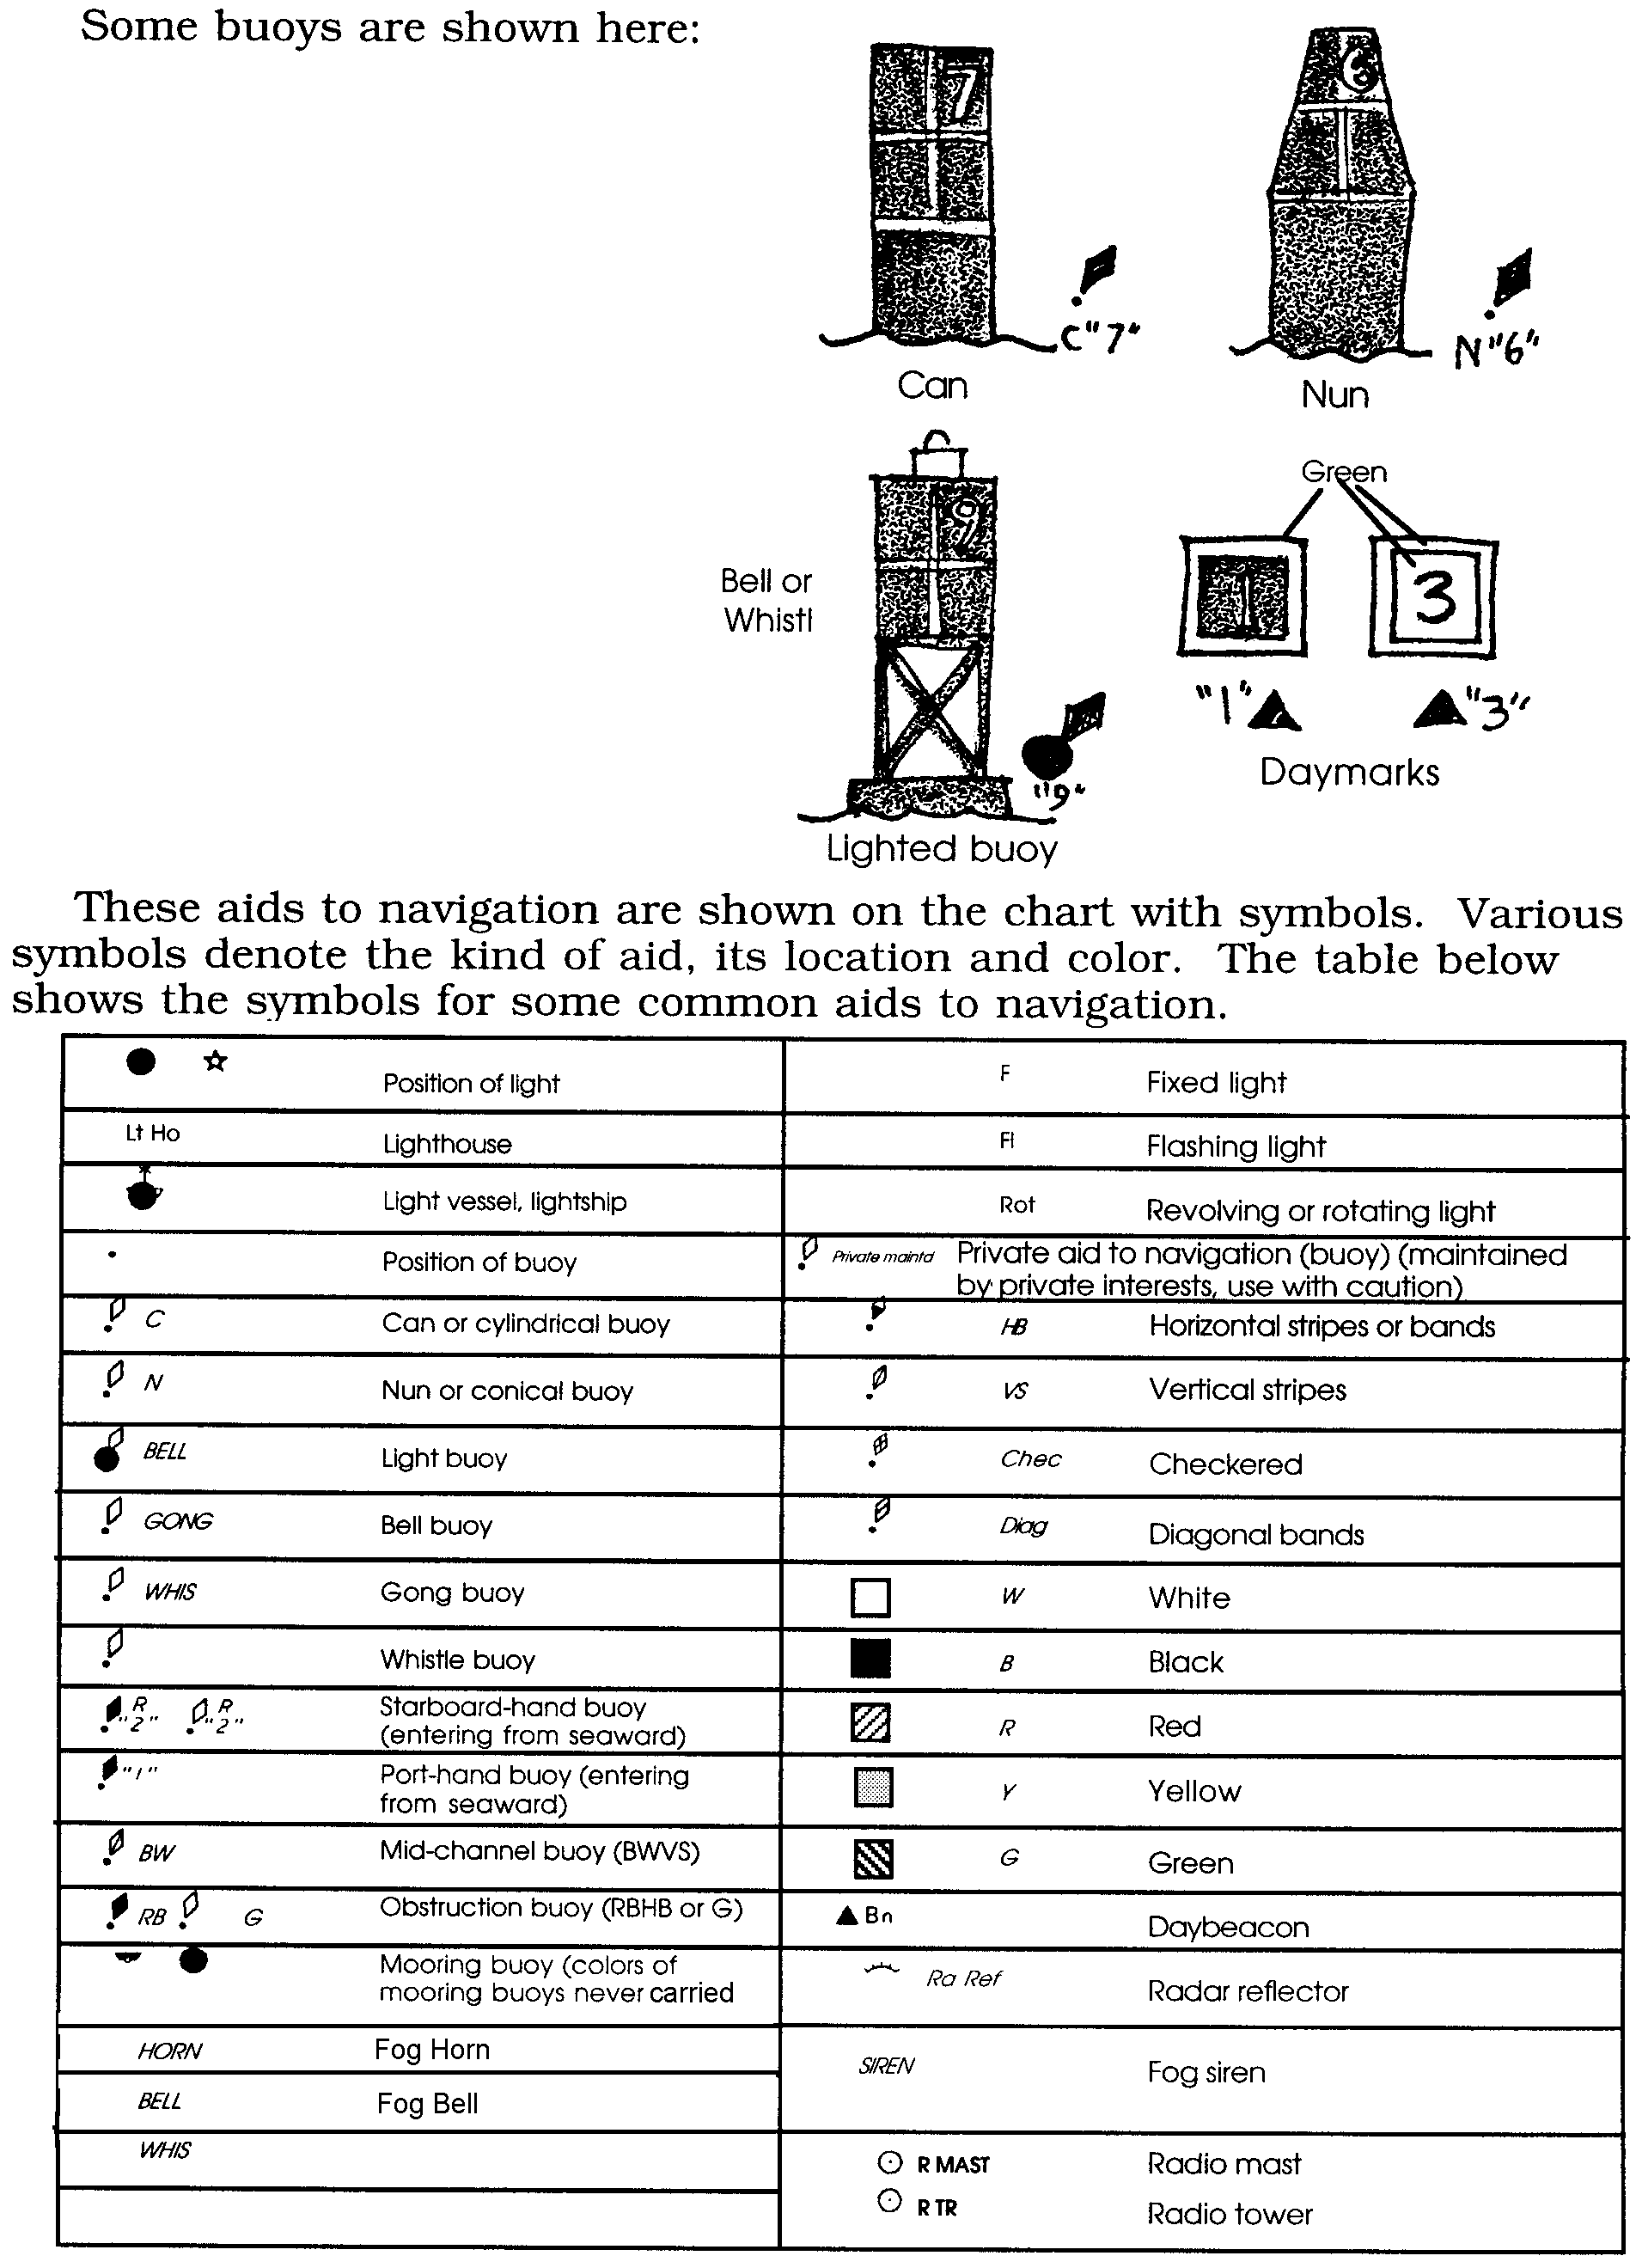 Some buoys are shown here:
7
6
C"7"
N"6"
Can
Nun
Green
9
Bell or
Whistl
1
3
"1"
"3"
"9"
Daymarks
Lighted buoy
These aids to navigation are shown on the chart with symbols. Various
symbols denote the kind of aid, its location and color. The table below
shows the symbols for some common aids to navigation.
Position of light
F Fixed light
Lt Ho Lighthouse
Fl Flashing light
Light vessel, lightship
Rot Revolving or rotating light
Position of buoy
Private maintd Private aid to navigation (buoy) (maintained
by private interests, use with caution)
C Can or cylindrical buoy
HB Horizontal stripes or bands
N Nun or conical buoy
VS Vertical stripes
BELL Light buoy
Chec Checkered
GONG Bell buoy
Diag Diagonal bands
WHIS Gong buoy
W White
Whistle buoy
B Black
R "2" R "2" Starboard-hand buoy
(entering from seaward)
R Red
"1" Port-hand buoy (entering
from seaward)
Y Yellow
BW Mid-channel buoy (BWVS)
G Green
RB G Obstruction buoy (RBHB or G)
Bn Daybeacon
Mooring buoy (colors of
mooring buoys never carried
Ra Ref Radar reflector
HORN Fog Horn
SIREN Fog siren
BELL Fog Bell
WHIS
R MAST Radio mast
R TR Radio tower